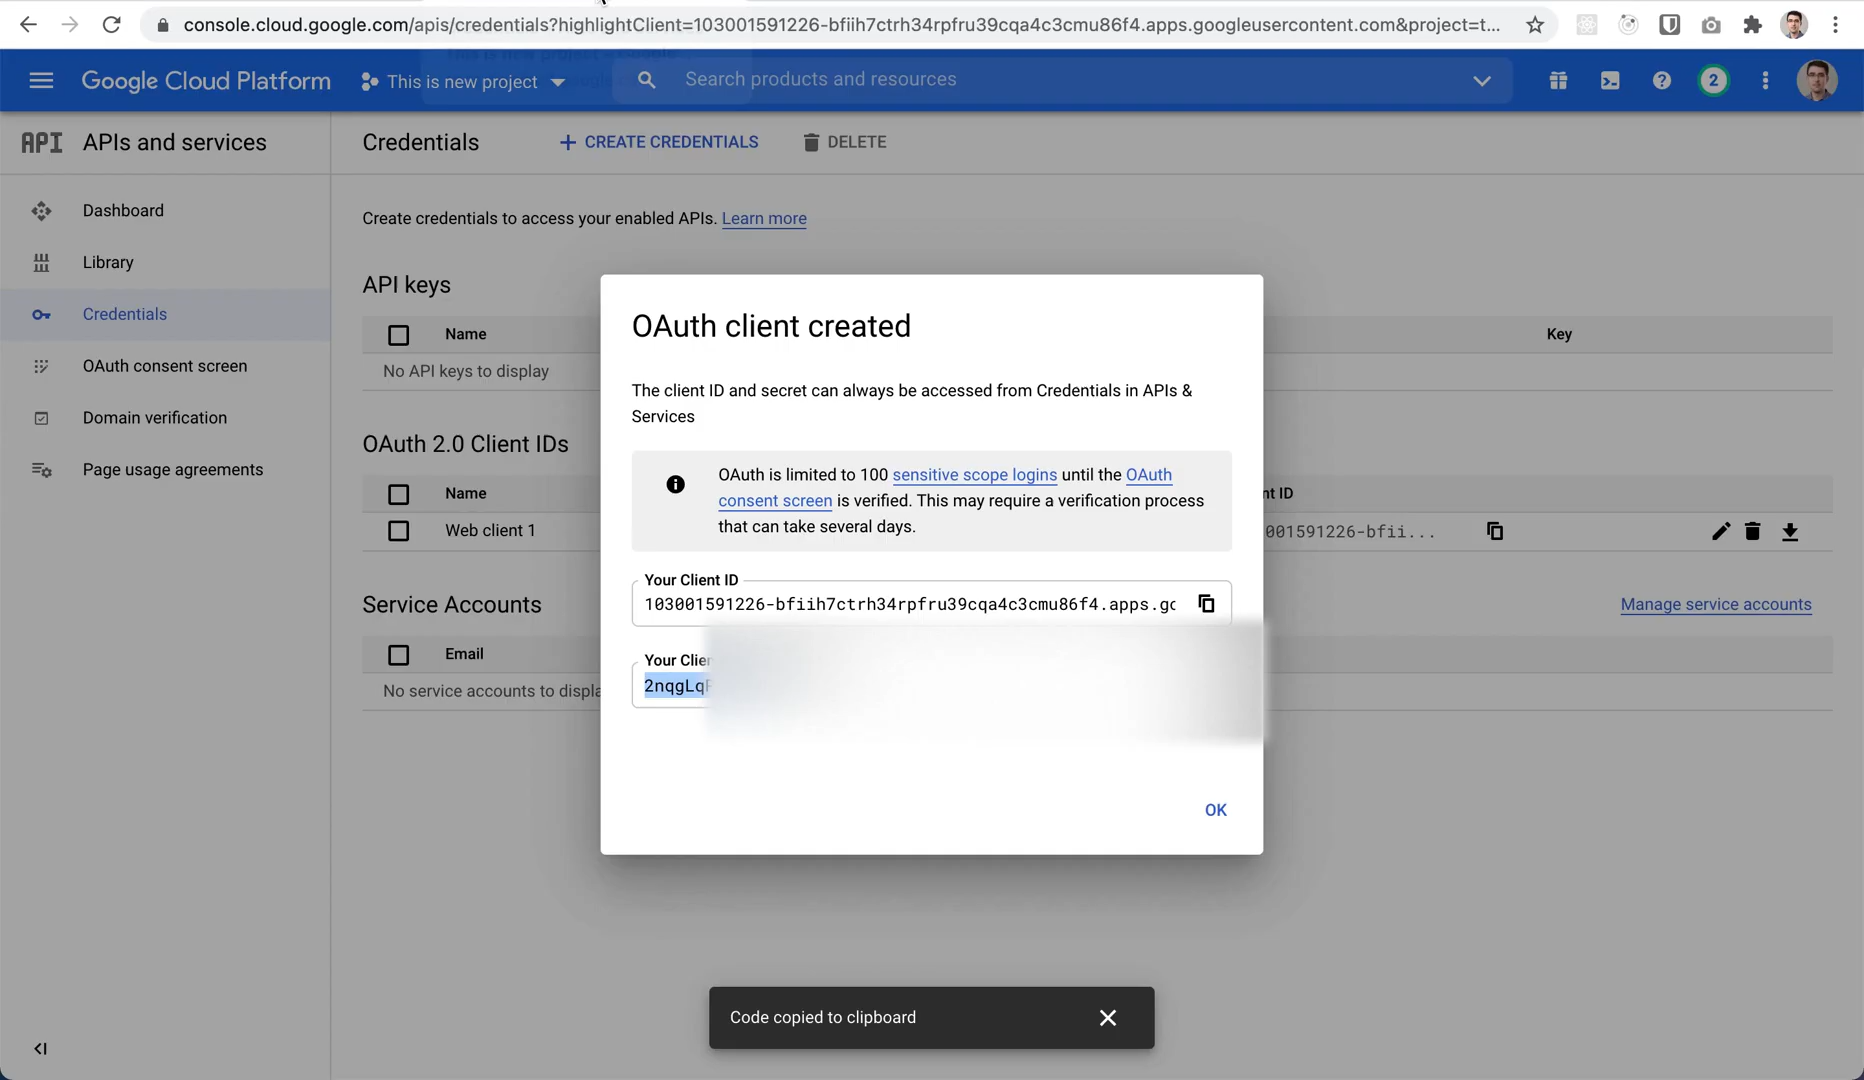 console.cloud.google.com/apis/credentials?highlightClient=103001591226-bfiih7ctrh34rpfru39cqa4c3cmu86f4.apps.googleusercontent.com&project=t...
Google Cloud Platform
This is new project
Search products and resources
2
API APIs and services
Credentials
+ CREATE CREDENTIALS
DELETE
Dashboard
Library
Credentials
OAuth consent screen
Domain verification
Page usage agreements
Create credentials to access your enabled APIs. Learn more
API keys
Name
Key
No API keys to display
OAuth 2.0 Client IDs
Name
nt ID
Web client 1
001591226-bfii...
Service Accounts
Manage service accounts
Email
No service accounts to displa
OAuth client created
The client ID and secret can always be accessed from Credentials in APIs &
Services
OAuth is limited to 100 sensitive scope logins until the OAuth
consent screen is verified. This may require a verification process
that can take several days.
Your Client ID
103001591226-bfiih7ctrh34rpfru39cqa4c3cmu86f4.apps.gc
Your Clie
2nqgLq
OK
Code copied to clipboard